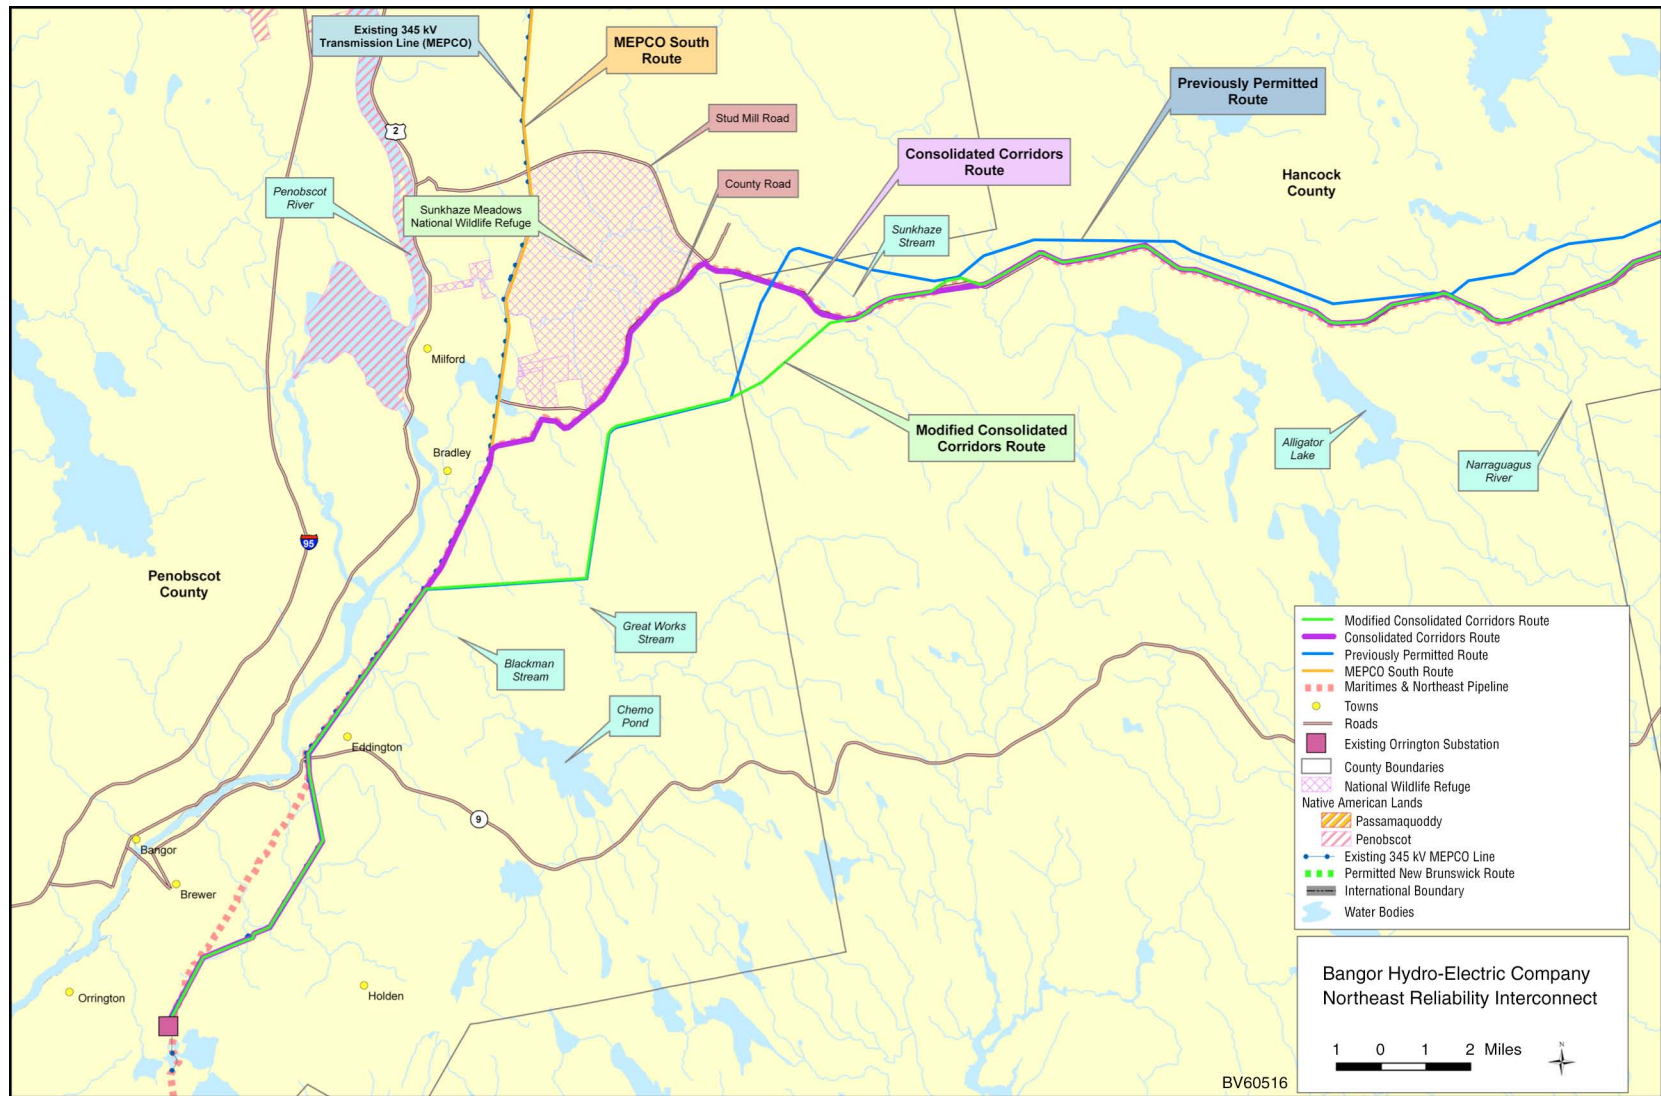 Existing 345 kV
Transmission Line (MEPCO)
MEPCO South
Route
Previously Permitted
Route
2
Stud Mill Road
Consolidated Corridors
Route
County Road
Hancock
County
Penobscot
River
Sunkhaze Meadows
National Wildlife Refuge
Sunkhaze
Stream
Milford
Modified Consolidated
Corridors Route
Alligator
Lake
Narraguagus
River
Bradley
95
Penobscot
County
Great Works
Stream
Blackman
Stream
Chemo
Pond
Eddington
9
Bangor
Brewer
Orrington
Holden
Modified Consolidated Corridors Route
Consolidated Corridors Route
Previously Permitted Route
MEPCO South Route
Maritimes & Northeast Pipeline
Towns
Roads
Existing Orrington Substation
County Boundaries
National Wildlife Refuge
Native American Lands
Passamaquoddy
Penobscot
Existing 345 kV MEPCO Line
Permitted New Brunswick Route
International Boundary
Water Bodies
Bangor Hydro-Electric Company
Northeast Reliability Interconnect
1 0 1 2 Miles
N
BV60516